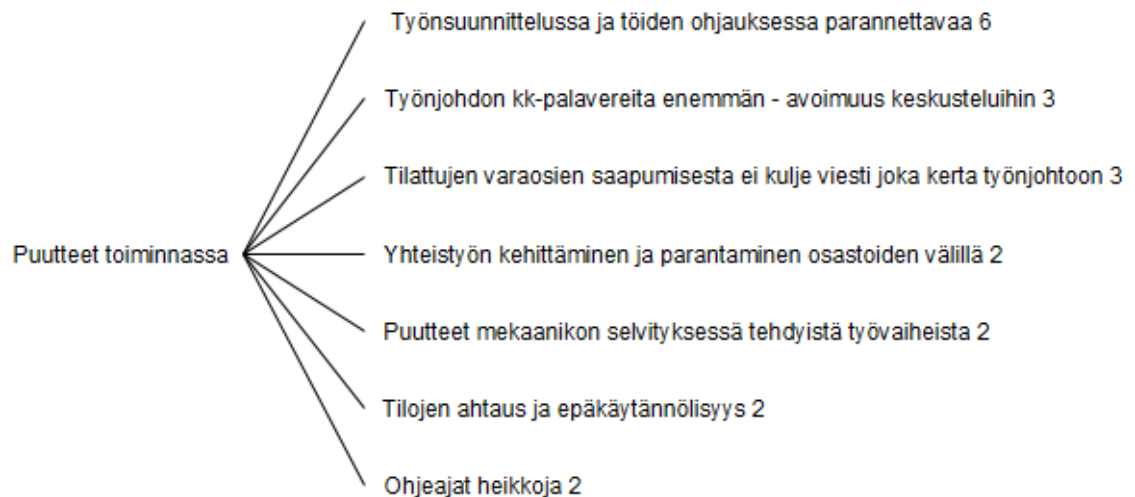 Työnsuunnittelussa ja töiden ohjauksessa parannettavaa 6
Työnjohdon kk-palavereita enemmän - avoimuus keskusteluihin 3
Tilattujen varaosien saapumisesta ei kulje viesti joka kerta työnjohtoon 3
Puutteet toiminnassa
Yhteistyön kehittäminen ja parantaminen osastoiden välillä 2
Puutteet mekaanikon selvityksessä tehdyistä työvaiheista 2
Tilojen ahtaus ja epäkäytännölisyys 2
Ohjeajat heikkoja 2